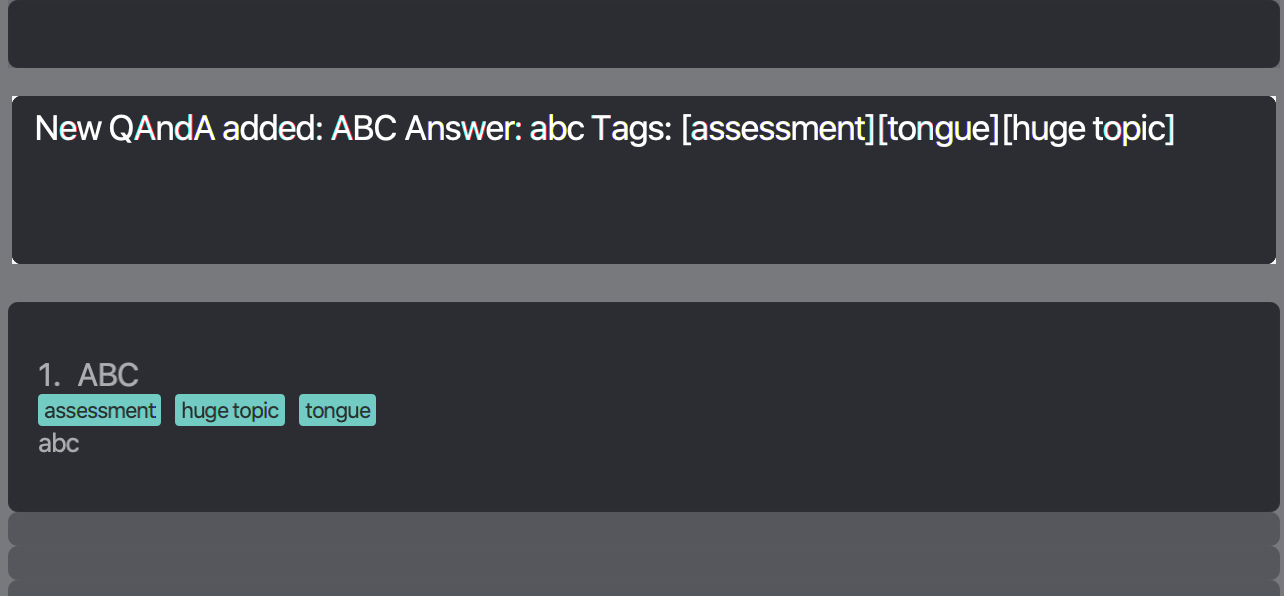 New QAndA added: ABC Answer: abc Tags: [assessment][tongue][huge topic]
1. ABC
assessment huge topic tongue
abc